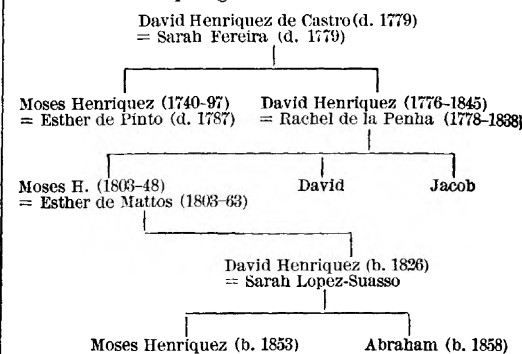 David Henriquez de Castro (d. 1779)
= Sarah Fereira (d. 1779)
Moses Henriquez (1740-97) David Henriquez (1776-1845)
= Esther de Pinto (d. 1787) = Rachel de la Penha (1778-1838)
Moses H. (1803-48) David Jacob
= Esther de Mattos (1803-63)
David Henriquez (b. 1826)
= Sarah Lopez-Suasso
Moses Henriquez (b. 1853) Abraham (b. 1858)